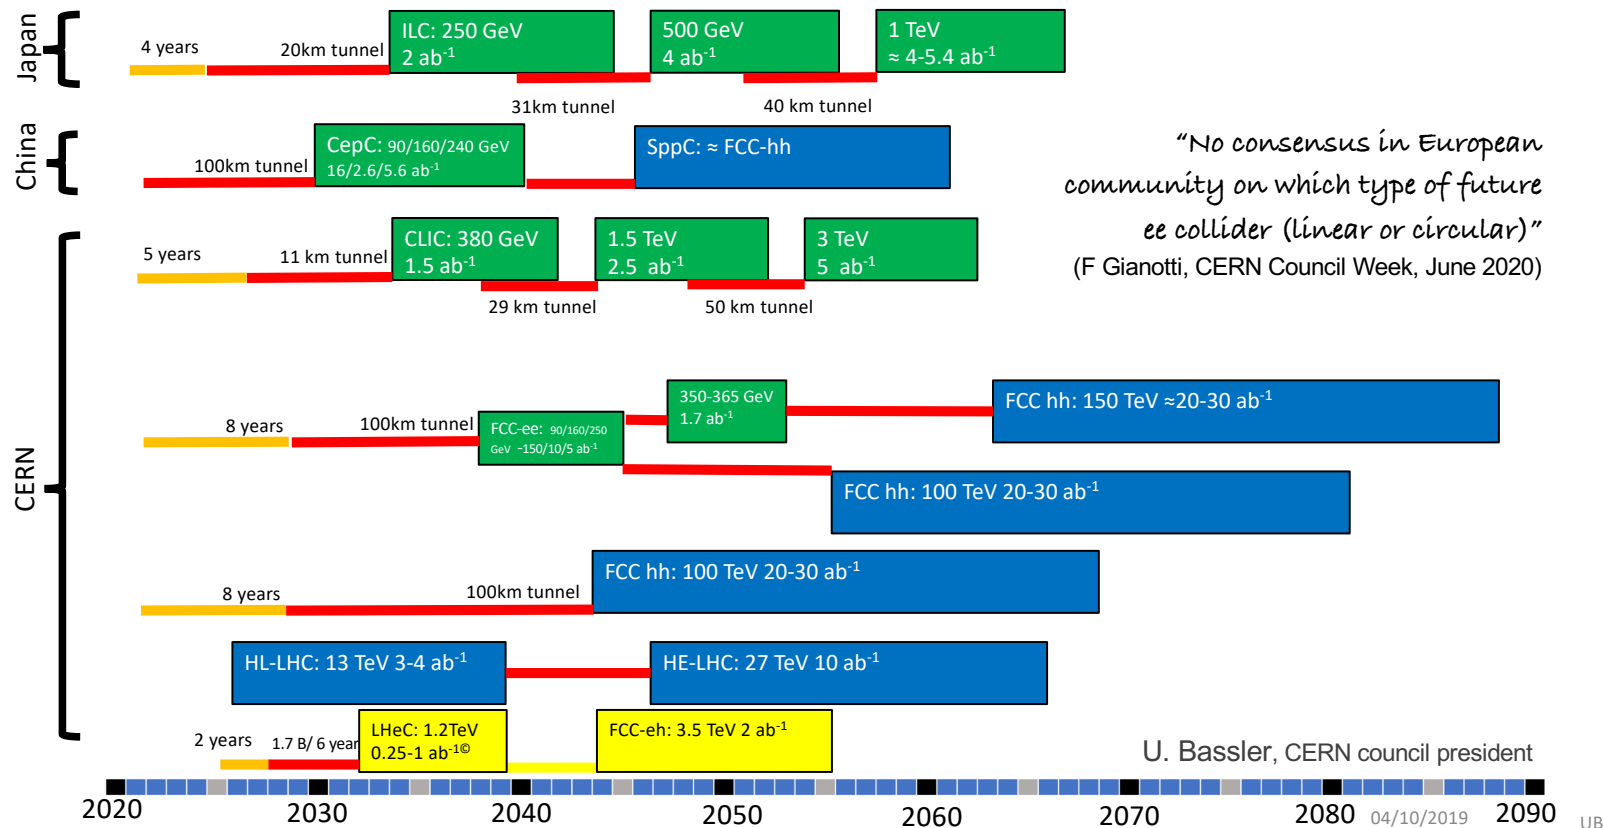 Japan
4 years
20km tunnel
ILC: 250 GeV
2 ab⁻¹
31km tunnel
500 GeV
4 ab⁻¹
40 km tunnel
1 TeV
≈ 4-5.4 ab⁻¹
China
100km tunnel
CepC: 90/160/240 GeV
16/2.6/5.6 ab⁻¹
SppC: ≈ FCC-hh
“No consensus in European
community on which type of future
ee collider (linear or circular)”
(F Gianotti, CERN Council Week, June 2020)
CERN
5 years
11 km tunnel
CLIC: 380 GeV
1.5 ab⁻¹
29 km tunnel
1.5 TeV
2.5 ab⁻¹
50 km tunnel
3 TeV
5 ab⁻¹
8 years
100km tunnel
FCC-ee: 90/160/250
GeV -150/10/5 ab⁻¹
350-365 GeV
1.7 ab⁻¹
FCC hh: 150 TeV ≈20-30 ab⁻¹
FCC hh: 100 TeV 20-30 ab⁻¹
8 years
100km tunnel
FCC hh: 100 TeV 20-30 ab⁻¹
HL-LHC: 13 TeV 3-4 ab⁻¹
HE-LHC: 27 TeV 10 ab⁻¹
2 years
1.7 B/ 6 year
LHeC: 1.2TeV
0.25-1 ab⁻¹©
FCC-eh: 3.5 TeV 2 ab⁻¹
U. Bassler, CERN council president
2020 2030 2040 2050 2060 2070 2080 04/10/2019 2090 UB